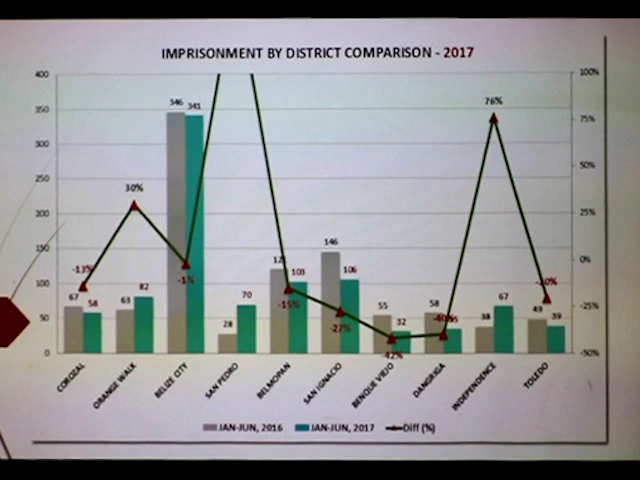 IMPRISONMENT BY DISTRICT COMPARISON - 2017
400
350
300
250
200
150
100
50
0
100%
75%
50%
25%
0%
-25%
-50%
67
58
-13%
63
82
30%
346
341
-1%
28
70
103
-15%
146
106
-27%
55
32
-42%
58
38
67
76%
49
39
COROZAL
ORANGE WALK
BELIZE CITY
SAN PEDRO
BELMOPAN
SAN IGNACIO
BENQUE VIEJO
DANGRIGA
INDEPENDENCE
TOLEDO
JAN-JUN, 2016
JAN-JUN, 2017
Diff (%)